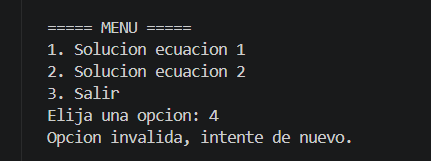 ===== MENU =====
1. Solucion ecuacion 1
2. Solucion ecuacion 2
3. Salir
Elija una opcion: 4
Opcion invalida, intente de nuevo.